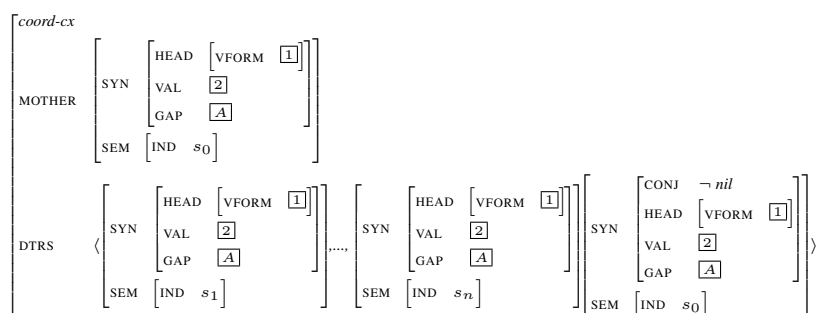 coord-cx
MOTHER SYN HEAD [VFORM 1]
VAL 2
GAP A
SEM [IND s0]
DTRS ⟨ SYN HEAD [VFORM 1]
VAL 2
GAP A
SEM [IND s1]
,...,
SYN HEAD [VFORM 1]
VAL 2
GAP A
SEM [IND sn]
SYN CONJ ¬ nil
HEAD [VFORM 1]
VAL 2
GAP A
SEM [IND s0] ⟩